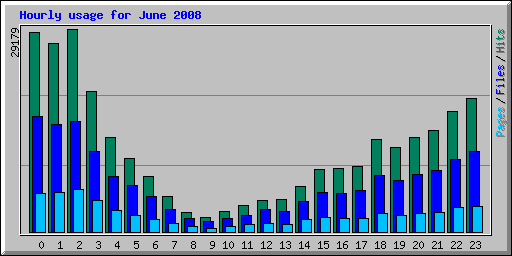 Hourly usage for June 2008
29179
Pages / Files / Hits
0 1 2 3 4 5 6 7 8 9 10 11 12 13 14 15 16 17 18 19 20 21 22 23